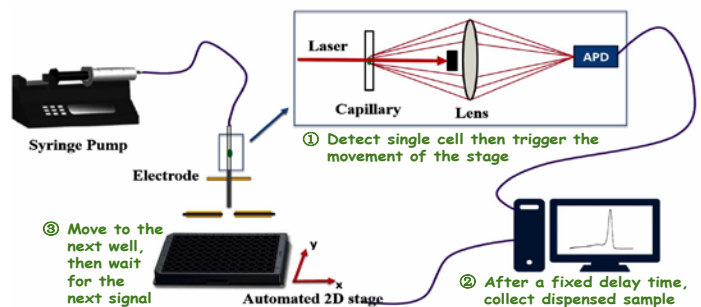 Laser
APD
Capillary
Lens
Syringe Pump
① Detect single cell then trigger the
movement of the stage
Electrode
③ Move to the
next well,
then wait
for the
next signal
y
x
Automated 2D stage
② After a fixed delay time,
collect dispensed sample